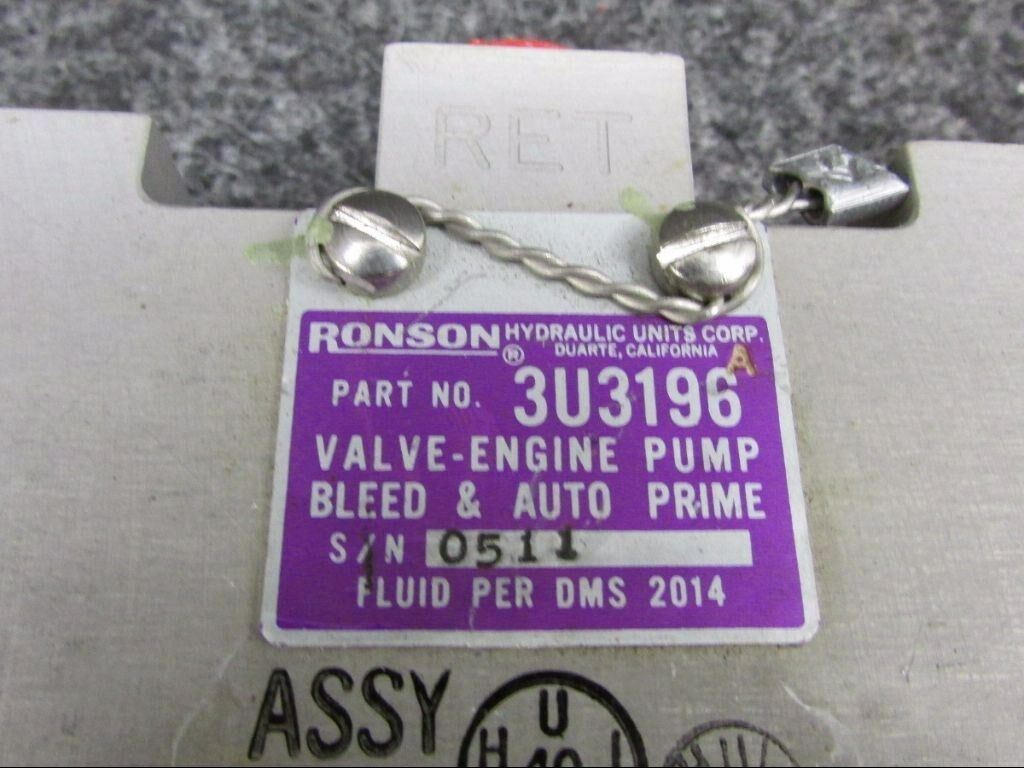 RET
RONSON® HYDRAULIC UNITS CORP.
DUARTE, CALIFORNIA
PART NO. 3U3196 A
VALVE-ENGINE PUMP
BLEED & AUTO PRIME
S/N 0511
FLUID PER DMS 2014
ASSY
U
H